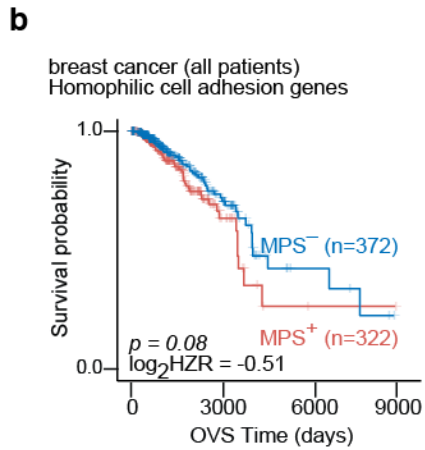 b
breast cancer (all patients)
Homophilic cell adhesion genes
1.0
Survival probability
MPS⁻ (n=372)
MPS⁺ (n=322)
p = 0.08
log₂HZR = -0.51
0.0
0 3000 6000 9000
OVS Time (days)